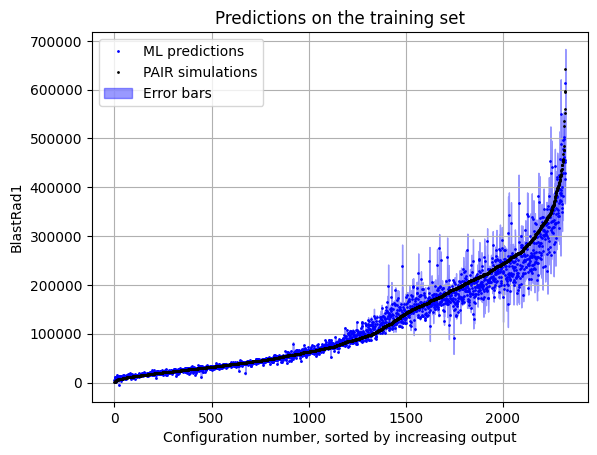 Predictions on the training set
ML predictions
PAIR simulations
Error bars
BlastRad1
700000
600000
500000
400000
300000
200000
100000
0
0
500
1000
1500
2000
Configuration number, sorted by increasing output